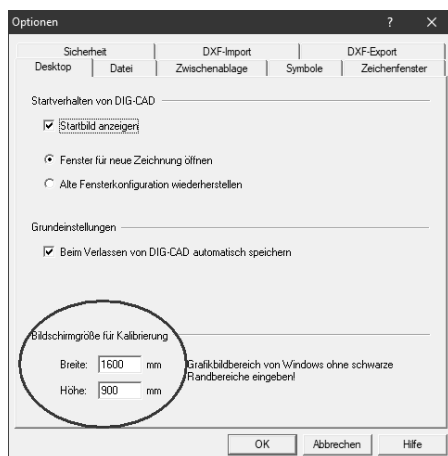 Optionen
?
Sicherheit
DXF-Import
DXF-Export
Desktop
Datei
Zwischenablage
Symbole
Zeichenfenster
Startverhalten von DIG-CAD
Startbild anzeigen
Fenster für neue Zeichnung öffnen
Alte Fensterkonfiguration wiederherstellen
Grundeinstellungen
Beim Verlassen von DIG-CAD automatisch speichern
Bildschirmgröße für Kalibrierung
Breite: 1600 mm
Grafikbildbereich von Windows ohne schwarze
Randbereiche eingeben!
Höhe: 900 mm
OK
Abbrechen
Hilfe